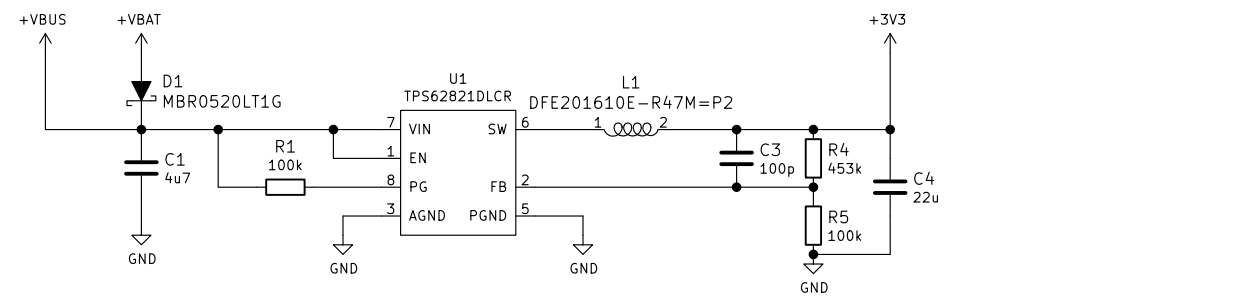 +VBUS
+VBAT
+3V3
D1
MBR0520LT1G
U1
TPS62821DLCR
L1
DFE201610E-R47M=P2
7 VIN
SW 6
1 2
1 EN
R1
100k
8 PG
FB 2
3 AGND
PGND 5
C1
4u7
C3
100p
R4
453k
C4
22u
R5
100k
GND
GND
GND
GND